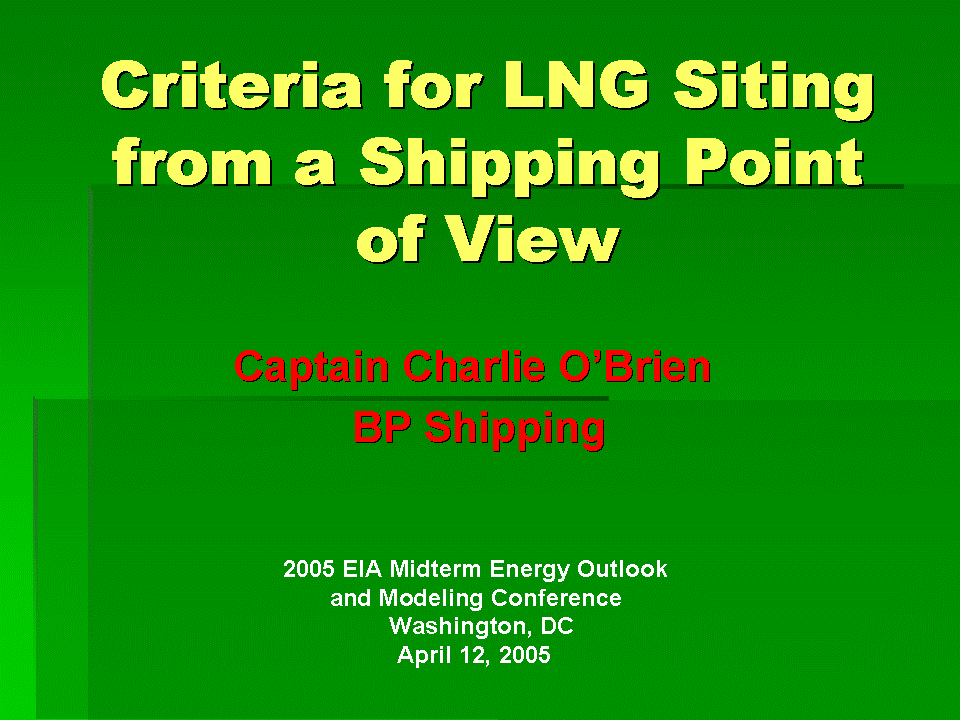 Criteria for LNG Siting
from a Shipping Point
of View
Captain Charlie O’Brien
BP Shipping
2005 EIA Midterm Energy Outlook
and Modeling Conference
Washington, DC
April 12, 2005